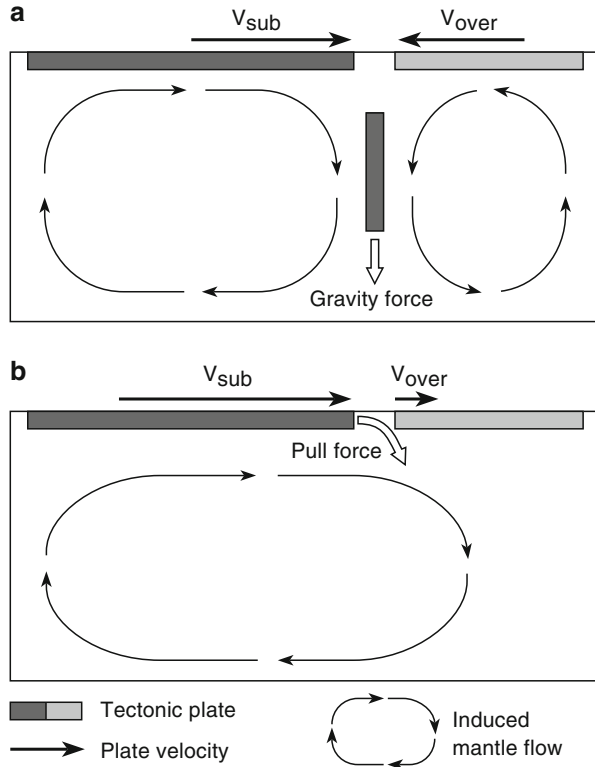 a
Vsub
Vover
Gravity force
b
Vsub
Vover
Pull force
Tectonic plate
Plate velocity
Induced
mantle flow